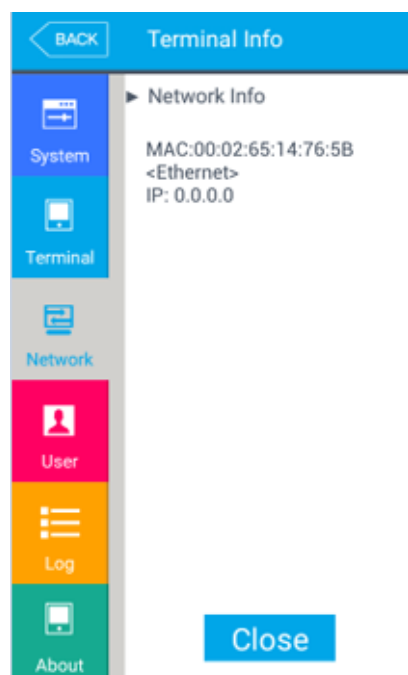 BACK
Terminal Info
System
Terminal
Network
User
Log
About
► Network Info
MAC:00:02:65:14:76:5B
<Ethernet>
IP: 0.0.0.0
Close